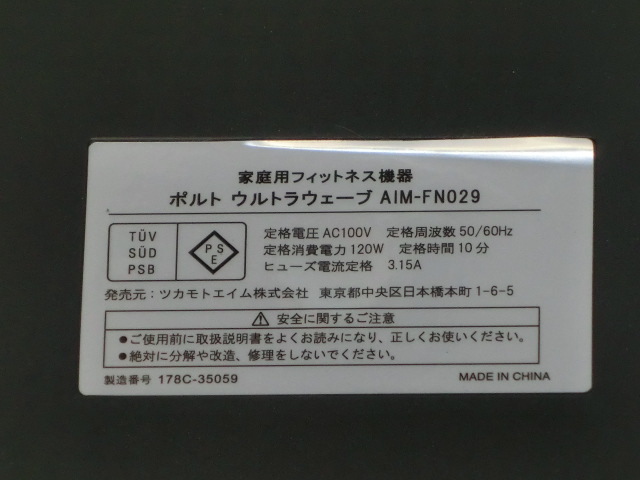 家庭用フィットネス機器
ポルト ウルトラウェーブ AIM-FN029
TÜV
SÜD
PSB
PS
E
定格電圧 AC100V 定格周波数 50/60Hz
定格消費電力 120W 定格時間 10分
ヒューズ電流定格 3.15A
発売元：ツカモトエイム株式会社 東京都中央区日本橋本町 1-6-5
⚠ 安全に関するご注意
●ご使用前に取扱説明書をよくお読みになり、正しくお使いください。
●絶対に分解や改造、修理をしないでください。
製造番号 178C-35059 MADE IN CHINA